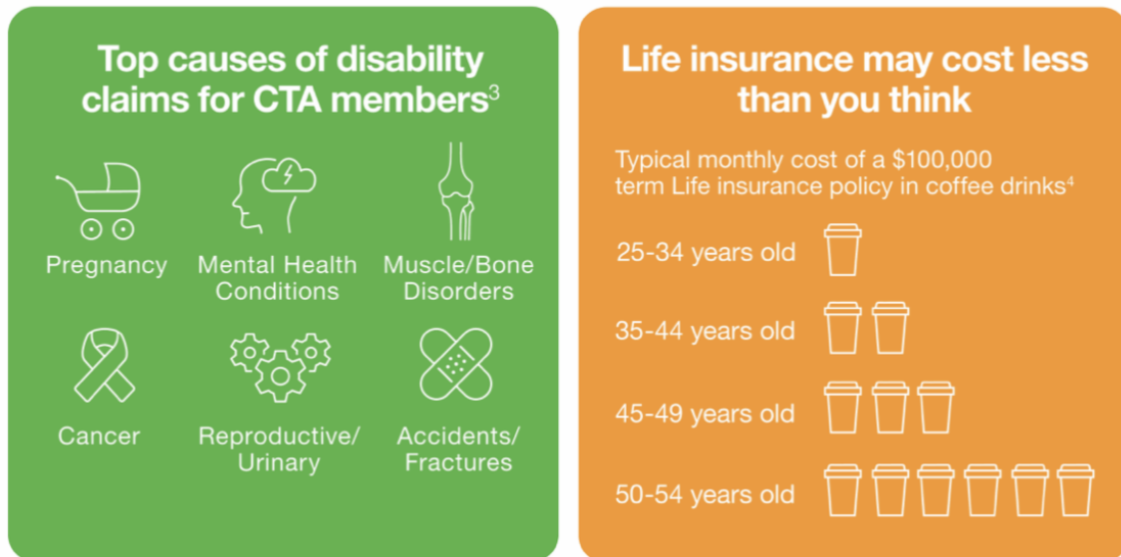 Top causes of disability
claims for CTA members³
Pregnancy
Mental Health
Conditions
Muscle/Bone
Disorders
Cancer
Reproductive/
Urinary
Accidents/
Fractures
Life insurance may cost less
than you think
Typical monthly cost of a $100,000
term Life insurance policy in coffee drinks⁴
25-34 years old
35-44 years old
45-49 years old
50-54 years old